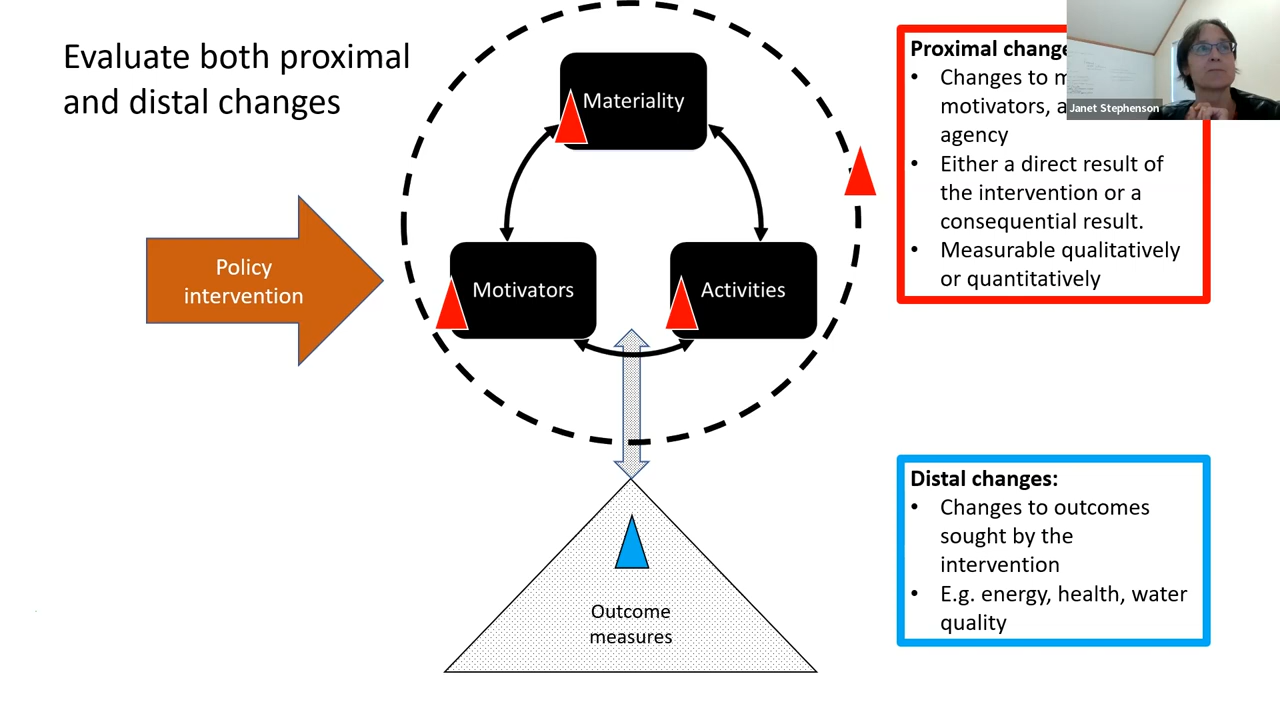 Evaluate both proximal
and distal changes
Materiality
Motivators
Activities
Policy
intervention
Outcome
measures
Proximal
• Changes to
motivators,
agency
• Either a direct result of
the intervention or a
consequential result.
• Measurable qualitatively
or quantitatively
Janet Stephenson
Distal changes:
• Changes to outcomes
sought by the
intervention
• E.g. energy, health, water
quality